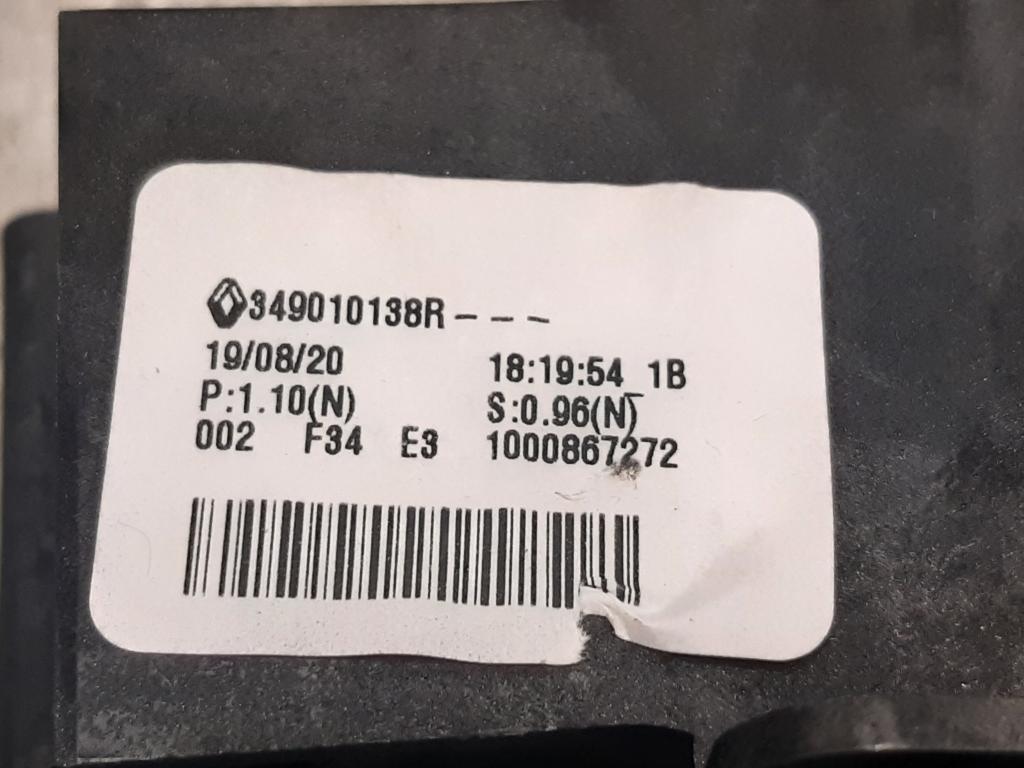 349010138R---
19/08/20 18:19:54 1B
P:1.10(N) S:0.96(N)
002 F34 E3 1000867272